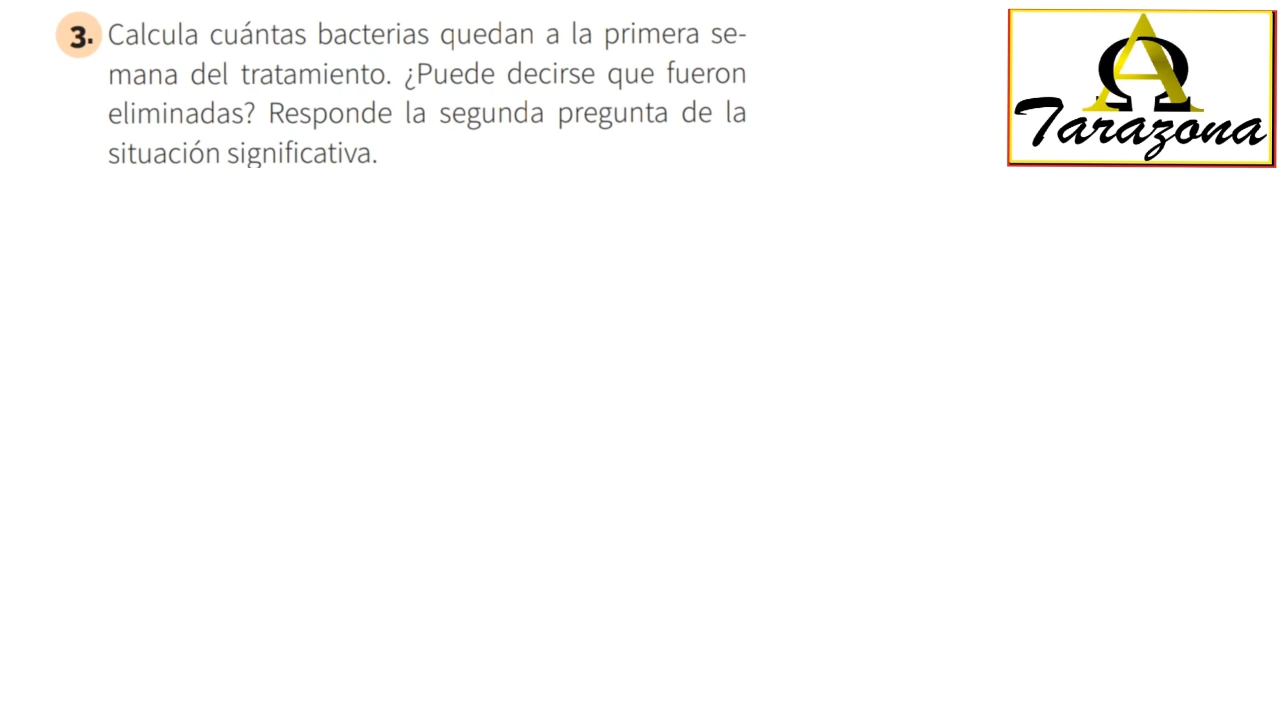 3. Calcula cuántas bacterias quedan a la primera se-
mana del tratamiento. ¿Puede decirse que fueron
eliminadas? Responde la segunda pregunta de la
situación significativa.
AΩ
Tarazona